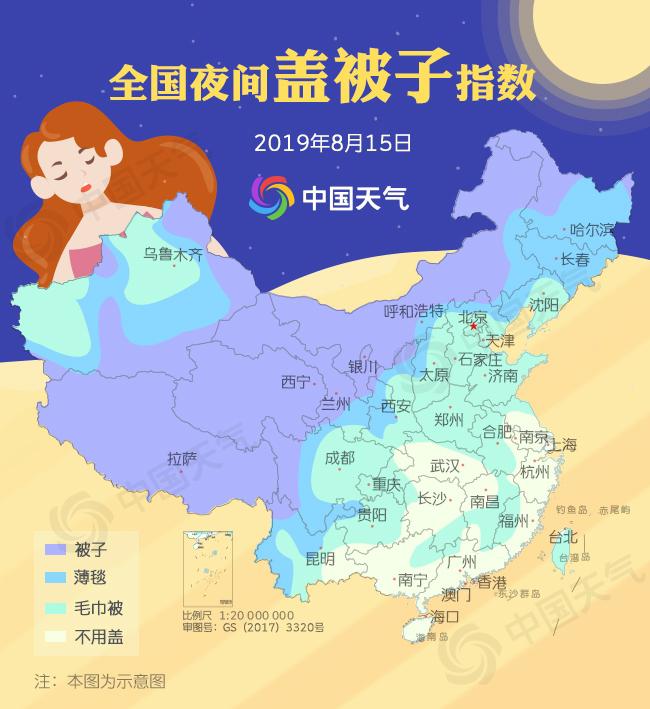 全国夜间盖被子指数
2019年8月15日
中国天气
乌鲁木齐
哈尔滨
长春
沈阳
呼和浩特
北京
天津
石家庄
太原
济南
银川
西宁
兰州
西安
郑州
合肥
南京
上海
拉萨
成都
武汉
杭州
重庆
长沙
南昌
贵阳
福州
钓鱼岛
赤尾屿
台北
台湾岛
昆明
广州
南宁
香港
澳门
东沙群岛
海口
海南岛
被子
薄毯
毛巾被
不用盖
比例尺 1:20 000 000
审图号:GS (2017) 3320号
注:本图为示意图
中国天气
中国天气
中国天气
中国天气